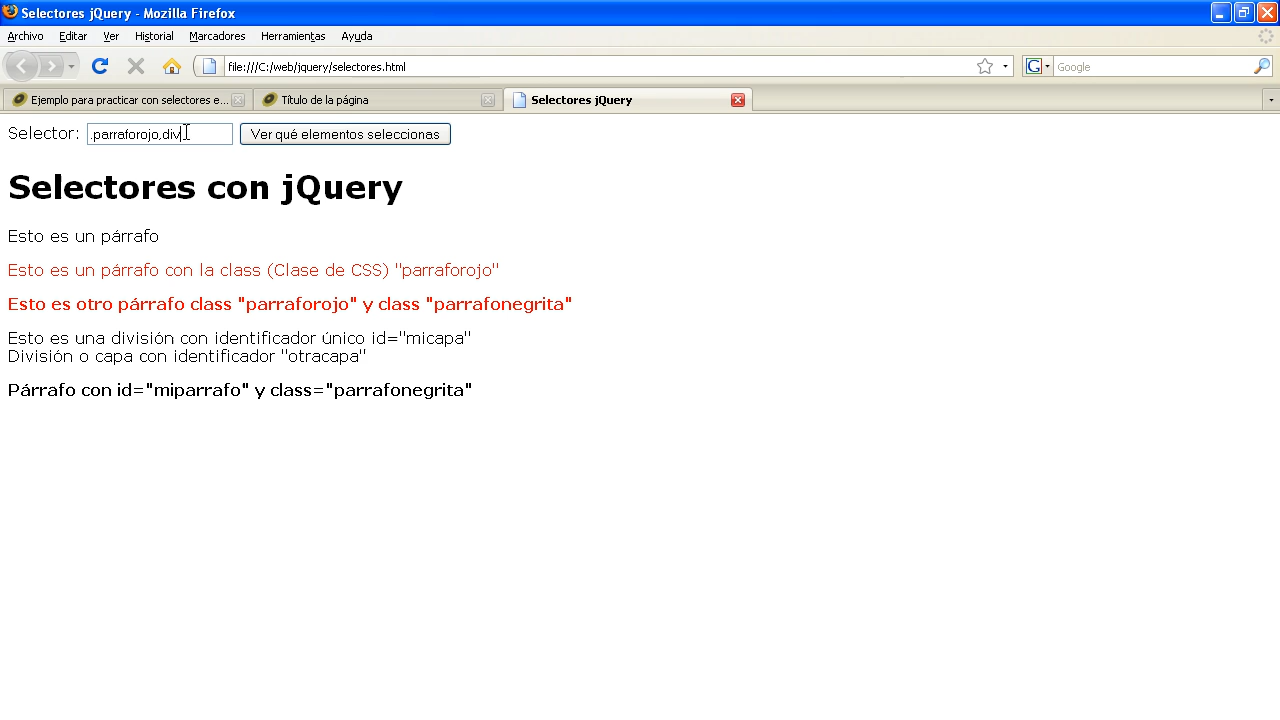 Selectores jQuery - Mozilla Firefox
Archivo Editar Ver Historial Marcadores Herramientas Ayuda
file:///C:/web/jquery/selectores.html
G Google
Ejemplo para practicar con selectores e... Título de la página Selectores jQuery
Selector: .parraforojo,div Ver qué elementos seleccionas
Selectores con jQuery
Esto es un párrafo
Esto es un párrafo con la class (Clase de CSS) "parraforojo"
Esto es otro párrafo class "parraforojo" y class "parrafonegrita"
Esto es una división con identificador único id="micapa"
División o capa con identificador "otracapa"
Párrafo con id="miparrafo" y class="parrafonegrita"